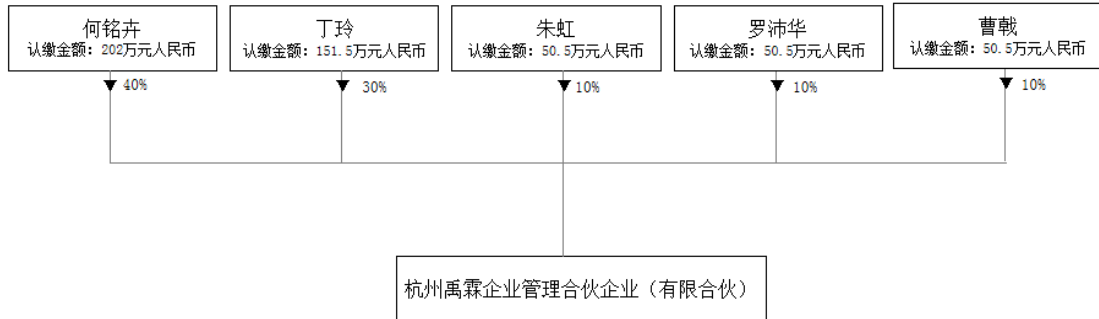 何铭卉
认缴金额：202万元人民币
丁玲
认缴金额：151.5万元人民币
朱虹
认缴金额：50.5万元人民币
罗沛华
认缴金额：50.5万元人民币
曹戟
认缴金额：50.5万元人民币
40%
30%
10%
10%
10%
杭州禹霖企业管理合伙企业（有限合伙）